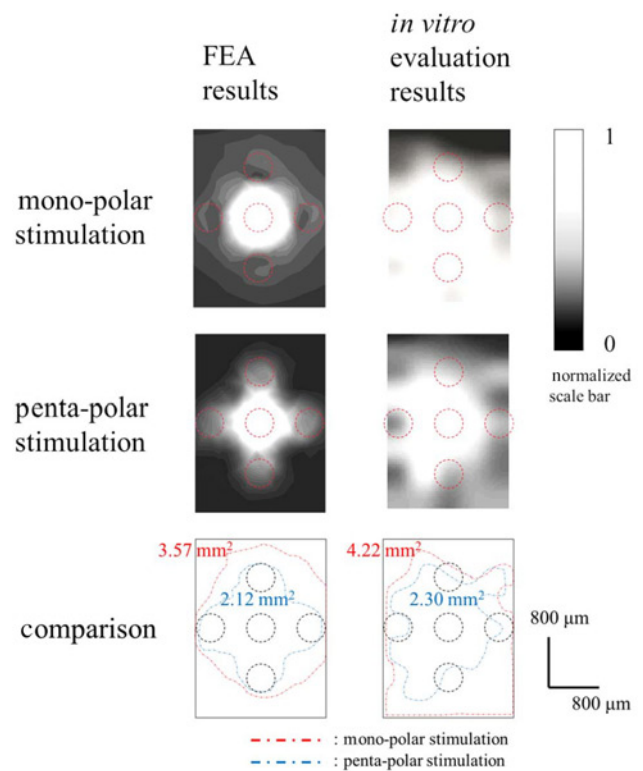 FEA
results
in vitro
evaluation
results
mono-polar
stimulation
1
0
normalized
scale bar
penta-polar
stimulation
comparison
3.57 mm²
2.12 mm²
4.22 mm²
2.30 mm²
800 µm
800 µm
: mono-polar stimulation
: penta-polar stimulation